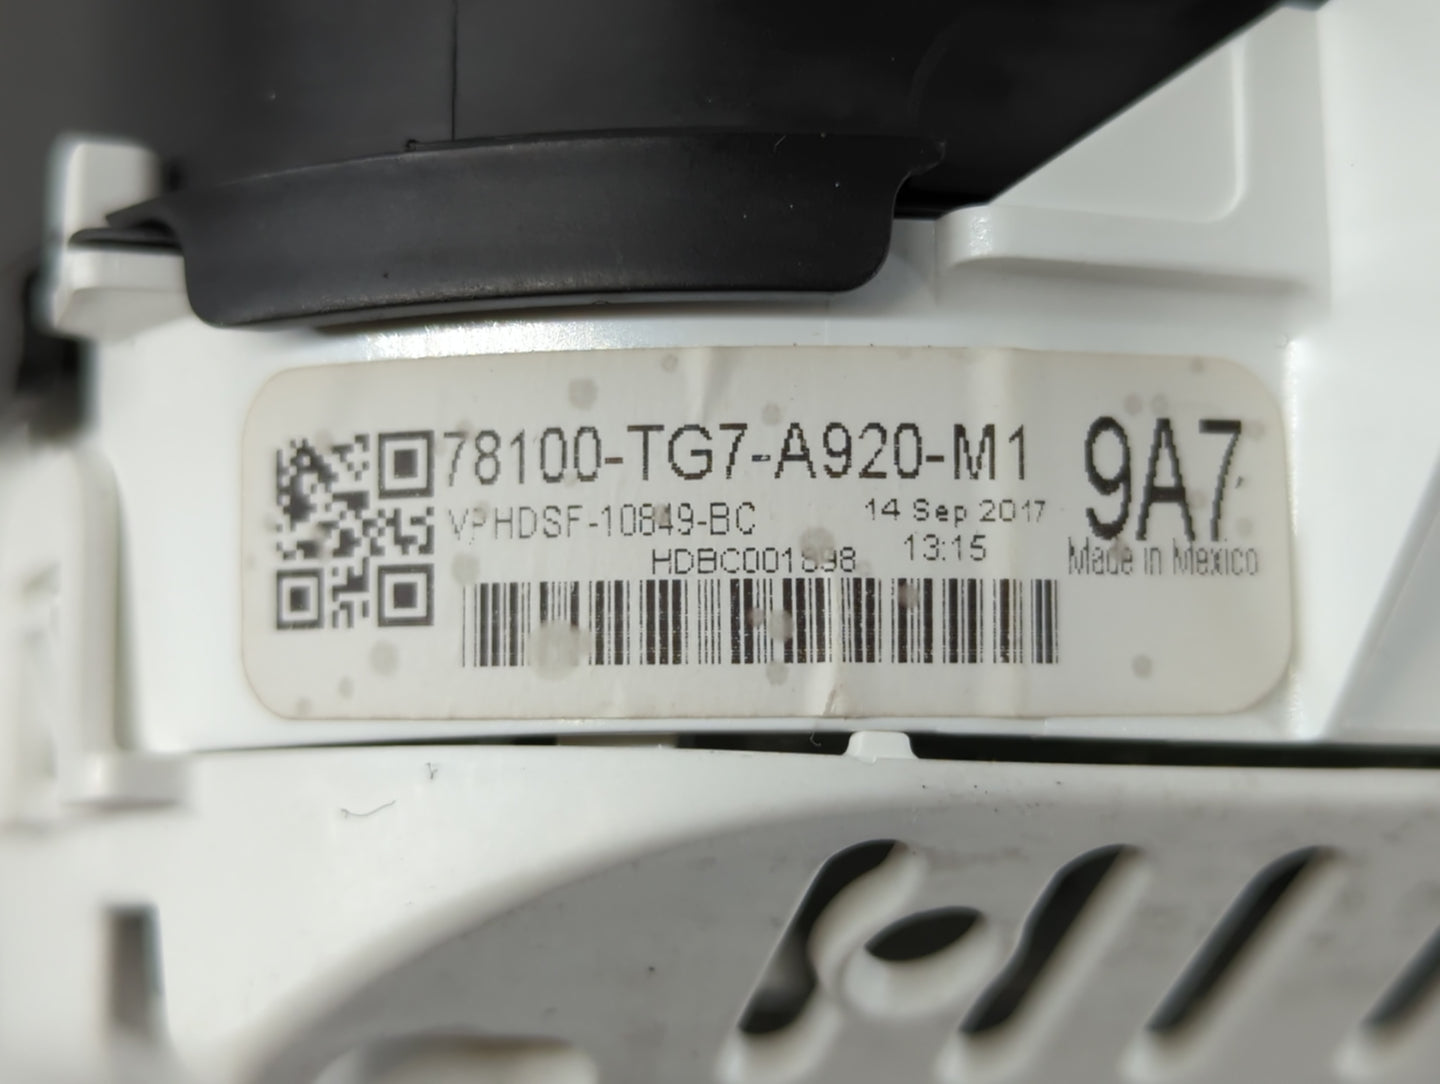 78100-TG7-A920-M1 9A7
VPHDSF-10849-BC 14 Sep 2017
HDBC001898 13:15
Made in Mexico